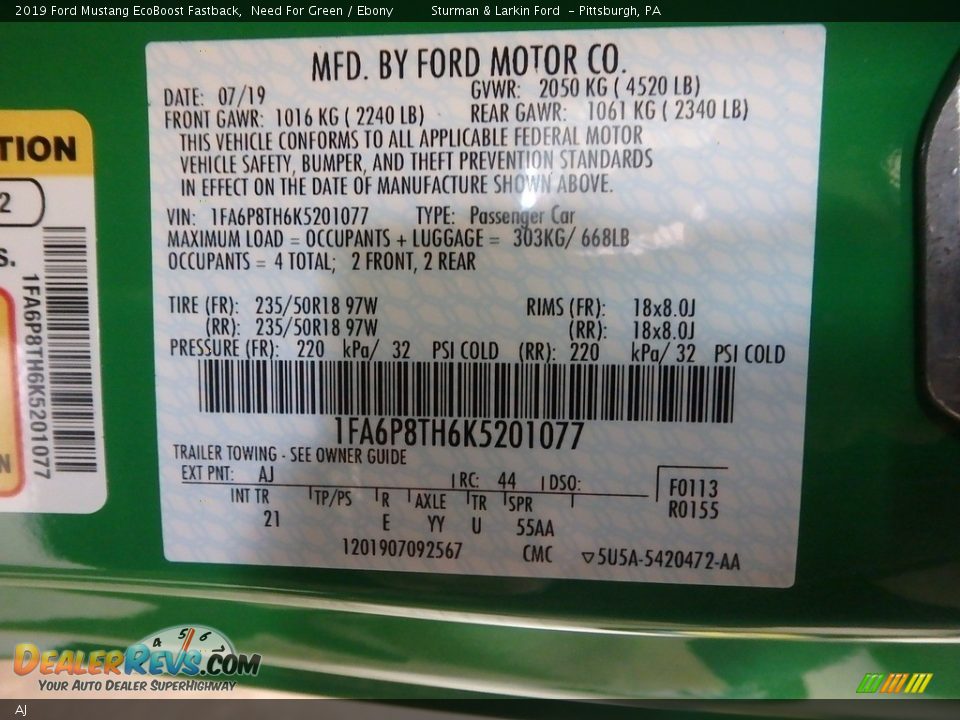 2019 Ford Mustang EcoBoost Fastback, Need For Green / Ebony Sturman & Larkin Ford - Pittsburgh, PA
MFD. BY FORD MOTOR CO.
DATE: 07/19 GVWR: 2050 KG ( 4520 LB)
FRONT GAWR: 1016 KG ( 2240 LB) REAR GAWR: 1061 KG ( 2340 LB)
THIS VEHICLE CONFORMS TO ALL APPLICABLE FEDERAL MOTOR
VEHICLE SAFETY, BUMPER, AND THEFT PREVENTION STANDARDS
IN EFFECT ON THE DATE OF MANUFACTURE SHOWN ABOVE.
VIN: 1FA6P8TH6K5201077 TYPE: Passenger Car
MAXIMUM LOAD = OCCUPANTS + LUGGAGE = 303KG/ 668LB
OCCUPANTS = 4 TOTAL; 2 FRONT, 2 REAR
TIRE (FR): 235/50R18 97W RIMS (FR): 18x8.0J
(RR): 235/50R18 97W (RR): 18x8.0J
PRESSURE (FR): 220 kPa/ 32 PSI COLD (RR): 220 kPa/ 32 PSI COLD
1FA6P8TH6K5201077
TRAILER TOWING - SEE OWNER GUIDE
EXT PNT: AJ RC: 44 DSO: F0113
INT TR TP/PS R AXLE TR SPR R0155
21 E YY U 55AA
1201907092567 CMC ▽5U5A-5420472-AA
TION
2
S.
1FA6P8TH6K5201077
N
4 5 6
DEALERREVS.COM
YOUR AUTO DEALER SUPERHIGHWAY
AJ